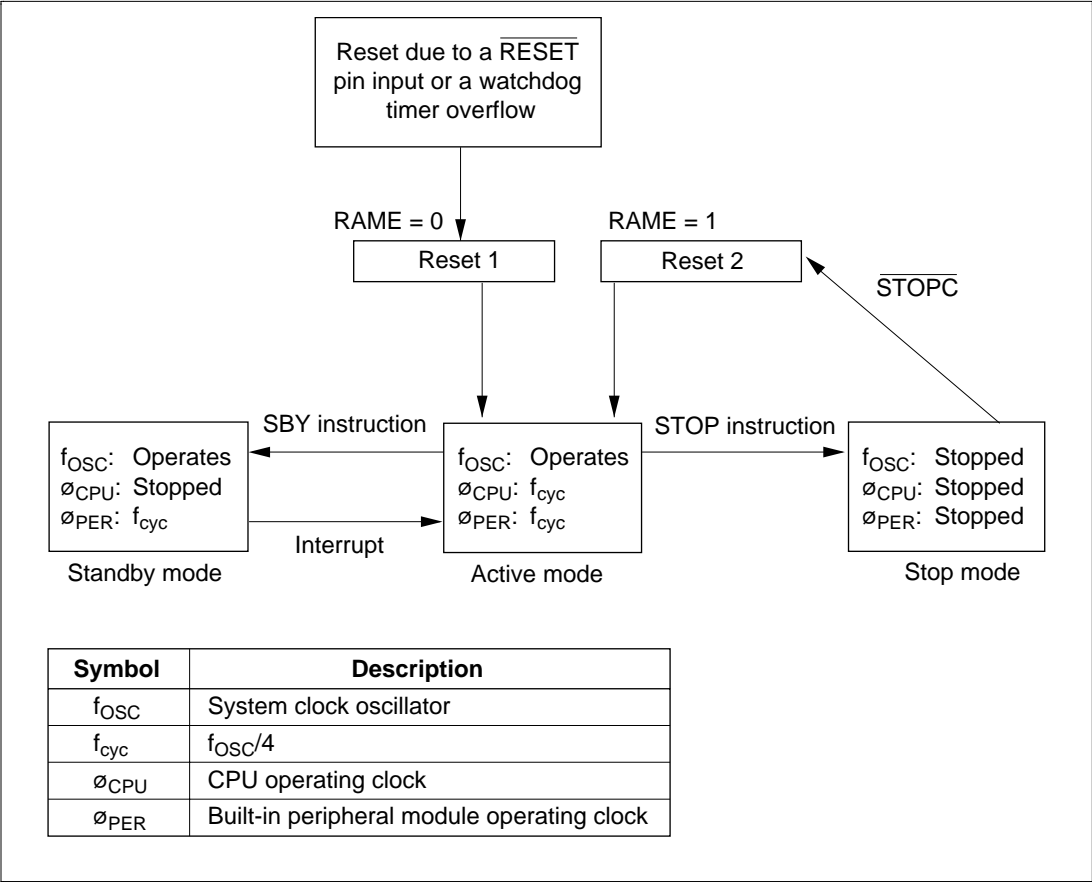 Reset due to a RESET
pin input or a watchdog
timer overflow
RAME = 0
RAME = 1
Reset 1
Reset 2
STOPC
SBY instruction
STOP instruction
fOSC: Operates
øCPU: Stopped
øPER: fcyc
fOSC: Operates
øCPU: fcyc
øPER: fcyc
fOSC: Stopped
øCPU: Stopped
øPER: Stopped
Interrupt
Standby mode
Active mode
Stop mode
Symbol Description
fOSC System clock oscillator
fcyc fOSC/4
øCPU CPU operating clock
øPER Built-in peripheral module operating clock